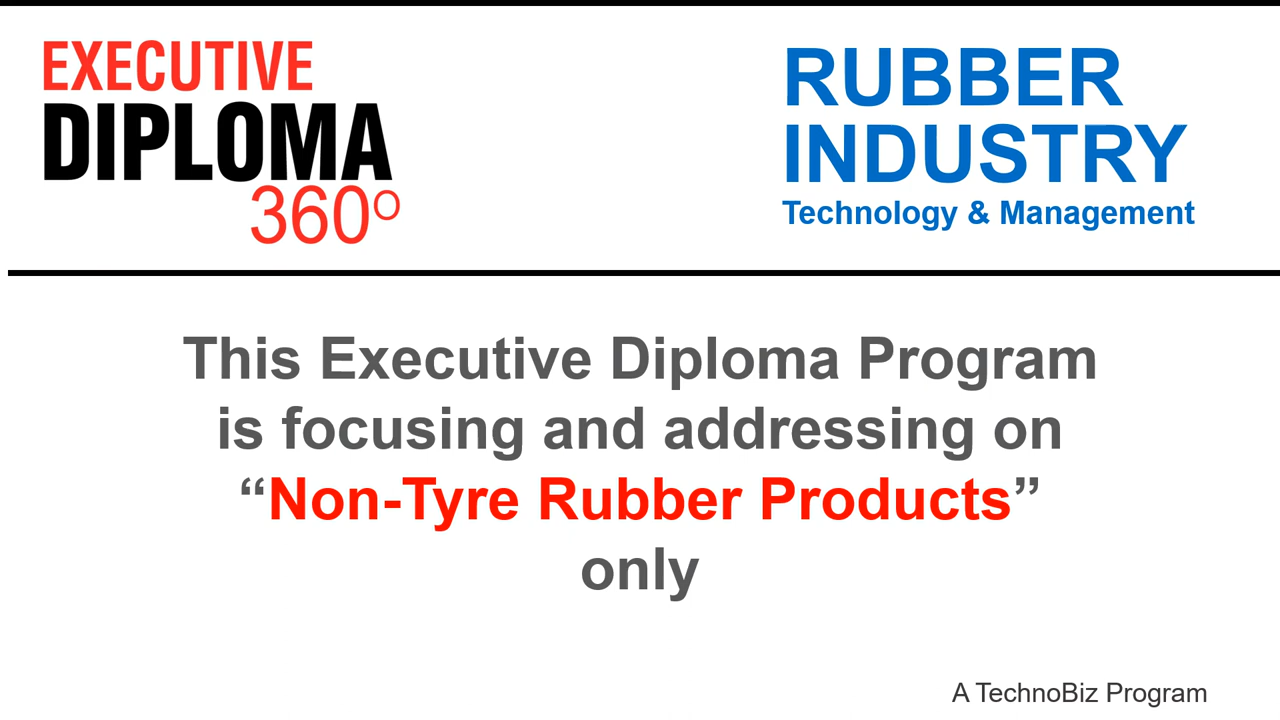 EXECUTIVE
DIPLOMA
360º
RUBBER
INDUSTRY
Technology & Management
This Executive Diploma Program
is focusing and addressing on
“Non-Tyre Rubber Products”
only
A TechnoBiz Program